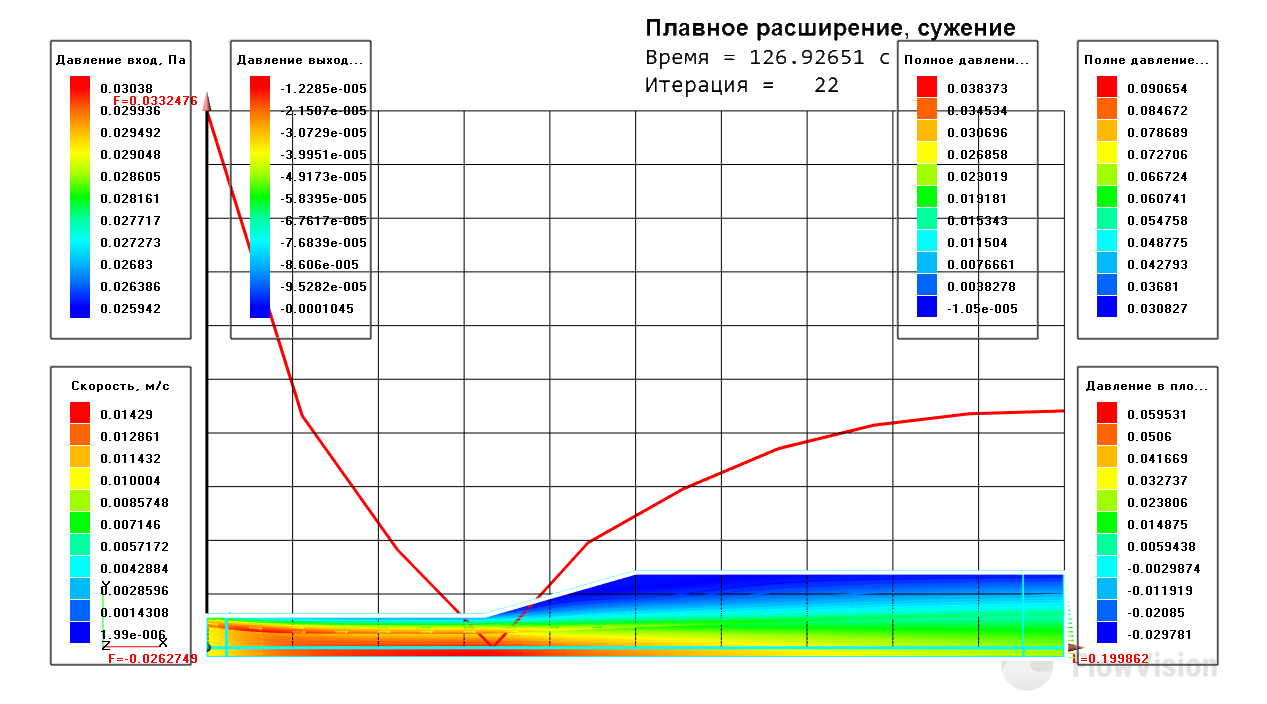 Плавное расширение, сужение
Время = 126.92651 с
Итерация = 22
Давление вход, Па
0.03038
0.029936
0.029492
0.029048
0.028605
0.028161
0.027717
0.027273
0.02683
0.026386
0.025942
F=0.0332476
Давление выход...
-1.2285e-005
-2.1507e-005
-3.0729e-005
-3.9951e-005
-4.9173e-005
-5.8395e-005
-6.7617e-005
-7.6839e-005
-8.606e-005
-9.5282e-005
-0.0001045
Полное давлени...
0.038373
0.034534
0.030696
0.026858
0.023019
0.019181
0.015343
0.011504
0.0076661
0.0038278
-1.05e-005
Полне давление...
0.090654
0.084672
0.078689
0.072706
0.066724
0.060741
0.054758
0.048775
0.042793
0.03681
0.030827
Скорость, м/с
0.01429
0.012861
0.011432
0.010004
0.0085748
0.007146
0.0057172
0.0042884
0.0028596
0.0014308
1.99e-006
Y
Z
X
F=-0.0262749
Давление в пло...
0.059531
0.0506
0.041669
0.032737
0.023806
0.014875
0.0059438
-0.0029874
-0.011919
-0.02085
-0.029781
L=0.199862
FlowVision